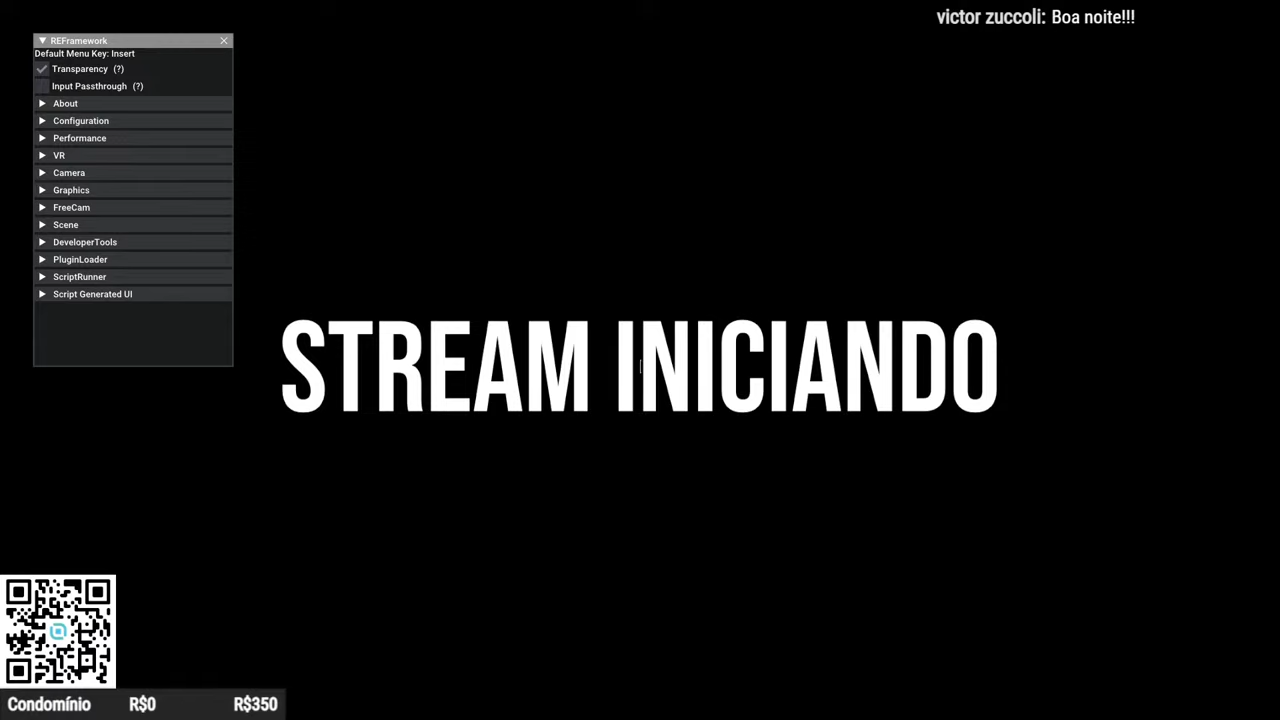 victor zuccoli: Boa noite!!!
REFramework
Default Menu Key: Insert
Transparency (?)
Input Passthrough (?)
About
Configuration
Performance
VR
Camera
Graphics
FreeCam
Scene
DeveloperTools
PluginLoader
ScriptRunner
Script Generated UI
STREAM INICIANDO
Condomínio R$0 R$350